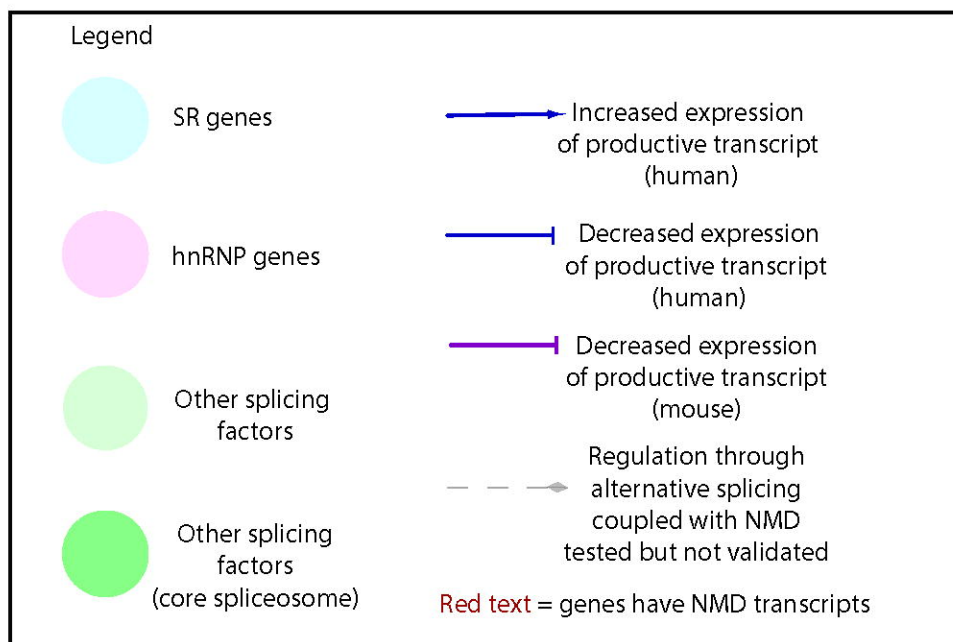 Legend
SR genes
hnRNP genes
Other splicing
factors
Other splicing
factors
(core spliceosome)
Increased expression
of productive transcript
(human)
Decreased expression
of productive transcript
(human)
Decreased expression
of productive transcript
(mouse)
Regulation through
alternative splicing
coupled with NMD
tested but not validated
Red text = genes have NMD transcripts